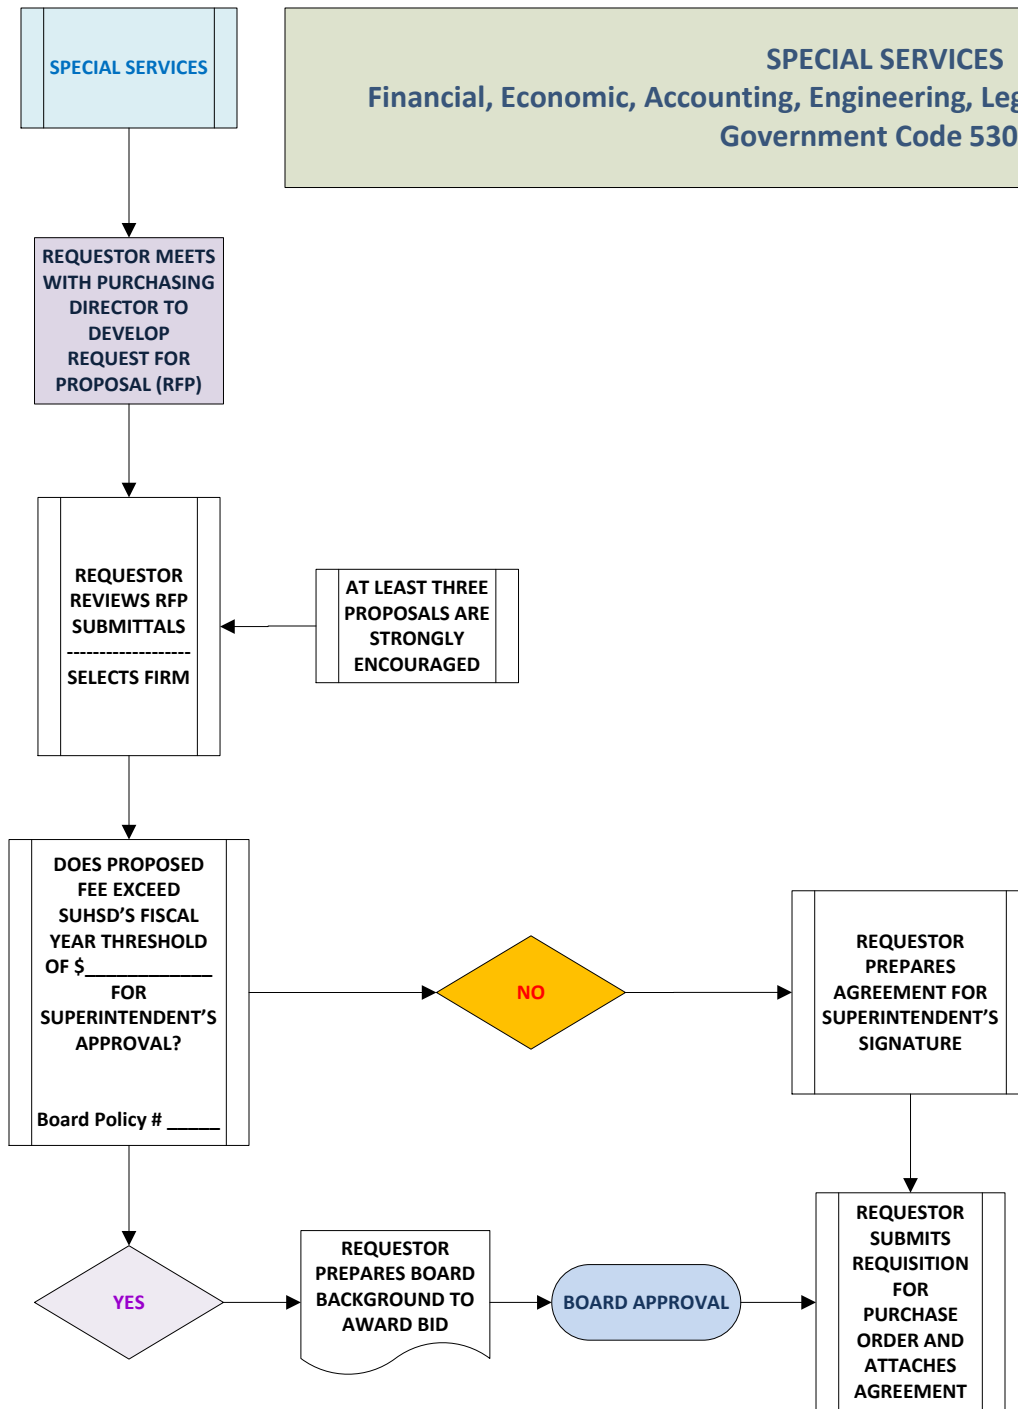 SPECIAL SERVICES
SPECIAL SERVICES
Financial, Economic, Accounting, Engineering,
Government Code
REQUESTOR MEETS
WITH PURCHASING
DIRECTOR TO
DEVELOP
REQUEST FOR
PROPOSAL (RFP)
REQUESTOR
REVIEWS RFP
SUBMITTALS
-------------------
SELECTS FIRM
AT LEAST THREE
PROPOSALS ARE
STRONGLY
ENCOURAGED
DOES PROPOSED
FEE EXCEED
SUHSD’S FISCAL
YEAR THRESHOLD
OF $____________
FOR
SUPERINTENDENT’S
APPROVAL?
Board Policy # _____
NO
REQUESTOR
PREPARES
AGREEMENT FOR
SUPERINTENDENT’S
SIGNATURE
YES
REQUESTOR
PREPARES BOARD
BACKGROUND TO
AWARD BID
BOARD APPROVAL
REQUESTOR
SUBMITS
REQUISITION
FOR
PURCHASE
ORDER AND
ATTACHES
AGREEMENT